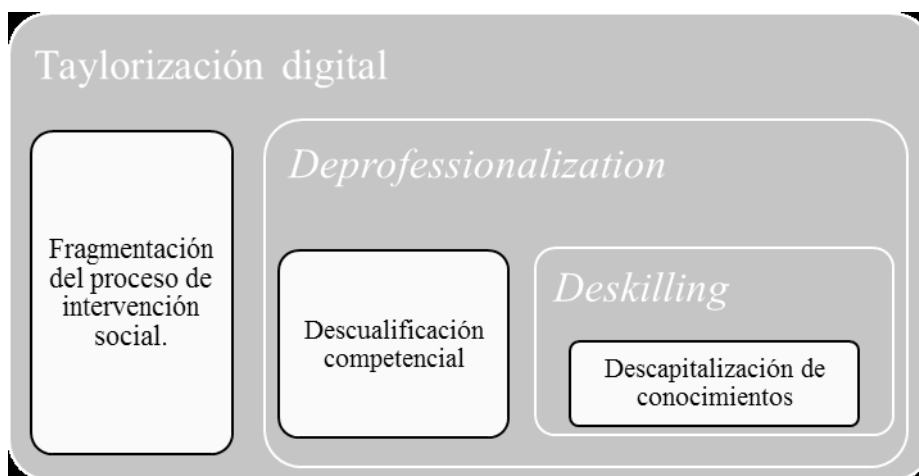 Taylorización digital
Fragmentación
del proceso de
intervención
social.
Deprofessionalization
Descualificación
competencial
Deskilling
Descapitalización de
conocimientos